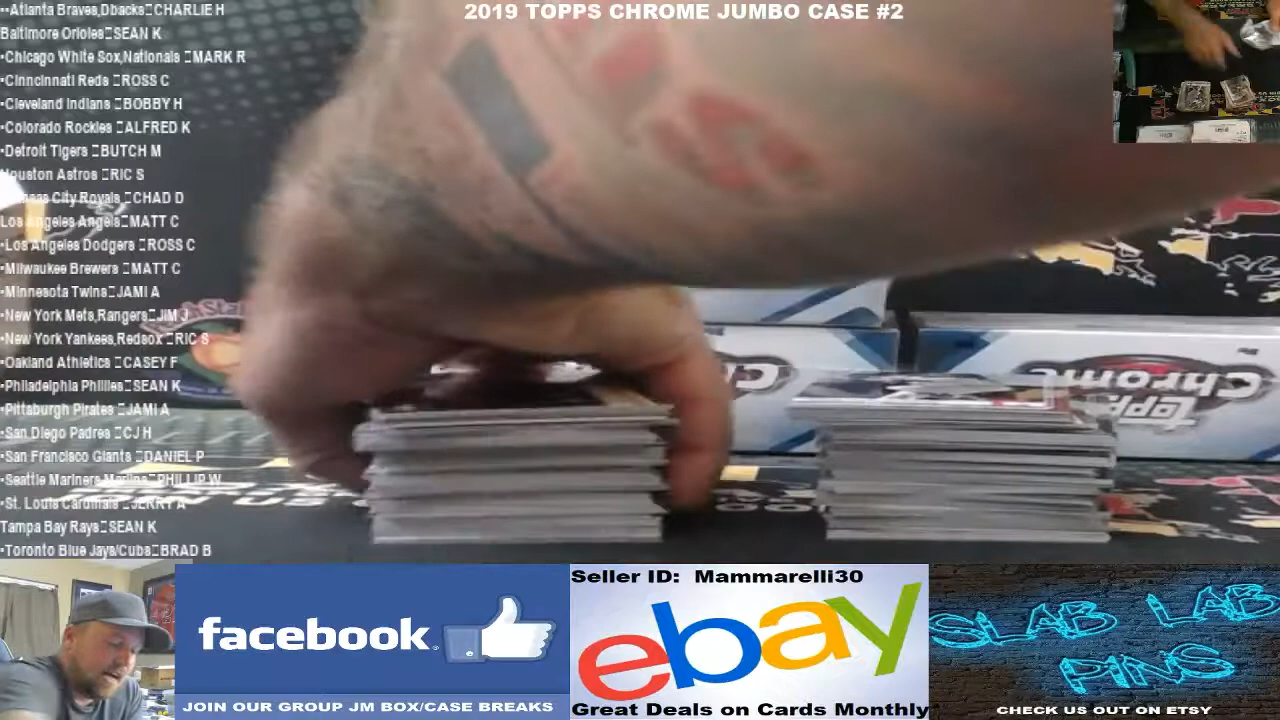 2019 TOPPS CHROME JUMBO CASE #2
••Atlanta Braves,Dbacks▯CHARLIE H
Baltimore Orioles▯SEAN K
•Chicago White Sox,Nationals ▯MARK R
•Cinncinnati Reds ▯ROSS C
•Cleveland Indians ▯BOBBY H
•Colorado Rockies ▯ALFRED K
•Detroit Tigers ▯BUTCH M
Houston Astros ▯RIC S
City Royals ▯CHAD D
Los Angeles Angels▯MATT C
•Los Angeles Dodgers ▯ROSS C
•Milwaukee Brewers ▯MATT C
•Minnesota Twins▯JAMI A
•New York Mets,Rangers▯JIM J
•New York Yankees,Redsox ▯RIC S
•Oakland Athletics ▯CASEY F
•Philadelphia Phillies▯SEAN K
•Pittaburgh Pirates ▯JAMI A
•San Diego Padres ▯CJ H
•San Francisco Giants ▯DANIEL P
•Seattle Mariners Marlins▯PHILLIP W
•St. Louis Cardinals ▯JERRY A
Tampa Bay Rays▯SEAN K
•Toronto Blue Jays/Cubs▯BRAD B
Topps
Chrome
facebook
JOIN OUR GROUP JM BOX/CASE BREAKS
Seller ID: Mammarelli30
ebay
Great Deals on Cards Monthly
SLAB LAB
PINS
CHECK US OUT ON ETSY